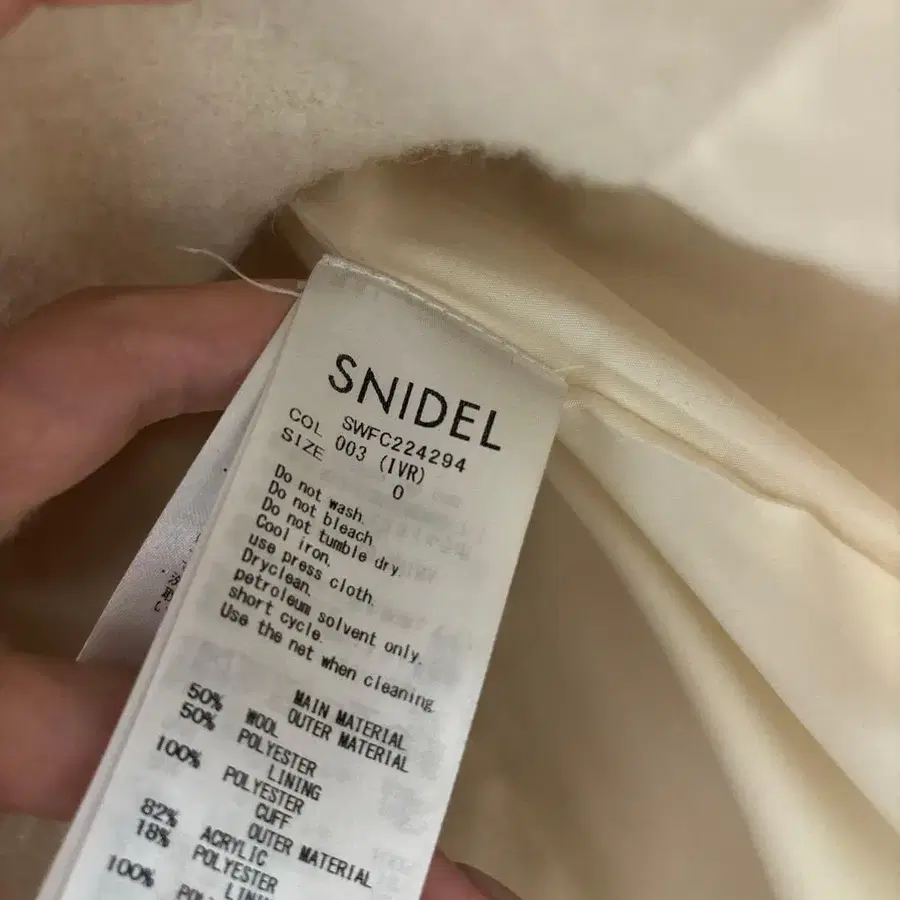 SNIDEL
SWFC224294
COL 003 (IVR)
SIZE 0
Do not wash.
Do not bleach.
Do not tumble dry.
Cool iron,
use press cloth.
Dryclean.
petroleum solvent only.
short cycle.
Use the net when cleaning.
MAIN MATERIAL
OUTER MATERIAL
50% WOOL
50% POLYESTER
LINING
100% POLYESTER
CUFF
OUTER MATERIAL
82% ACRYLIC
18% POLYESTER
100%